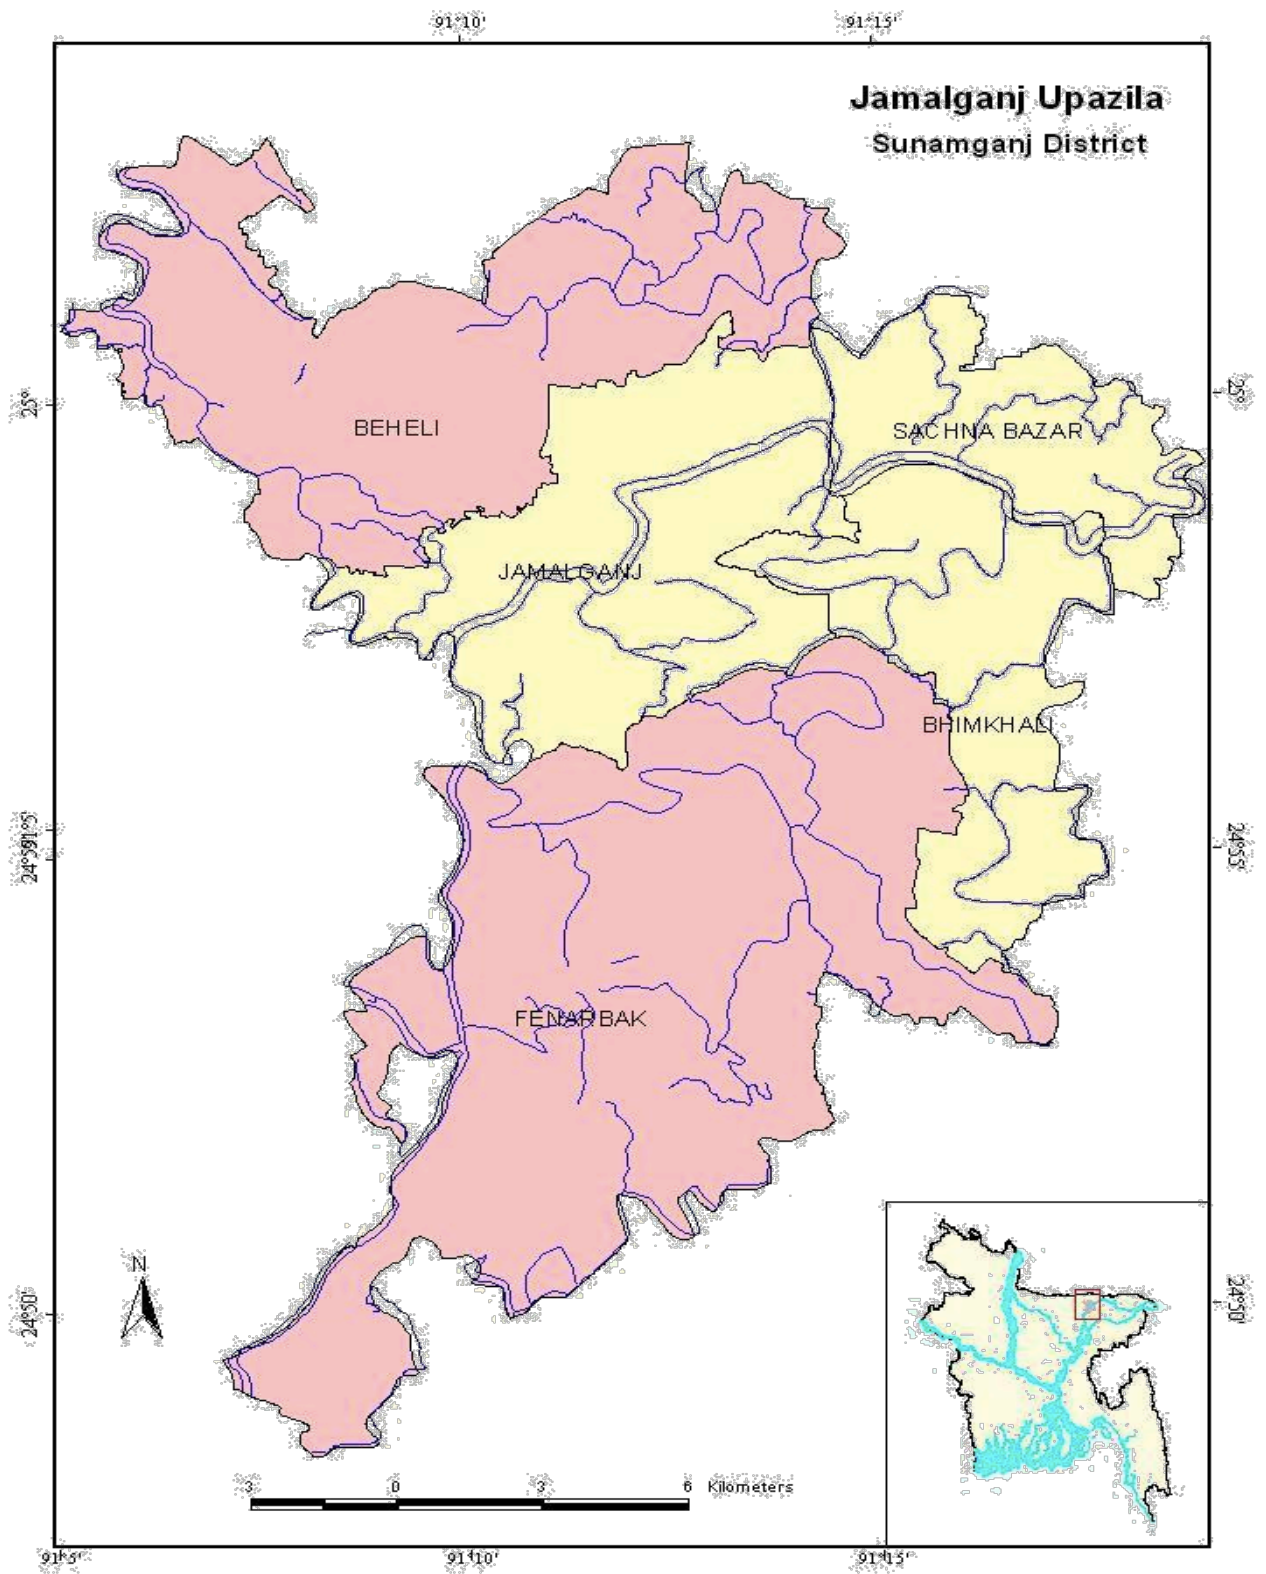 91°10'
91°15'
Jamalganj Upazila
Sunamganj District
25°
25°
BEHELI
SACHNA BAZAR
JAMALGANJ
BHIMKHALI
24°55'
FENARBAK
N
24°50'
24°50'
3 0 3 6 Kilometers
91°5'
91°10'
91°15'